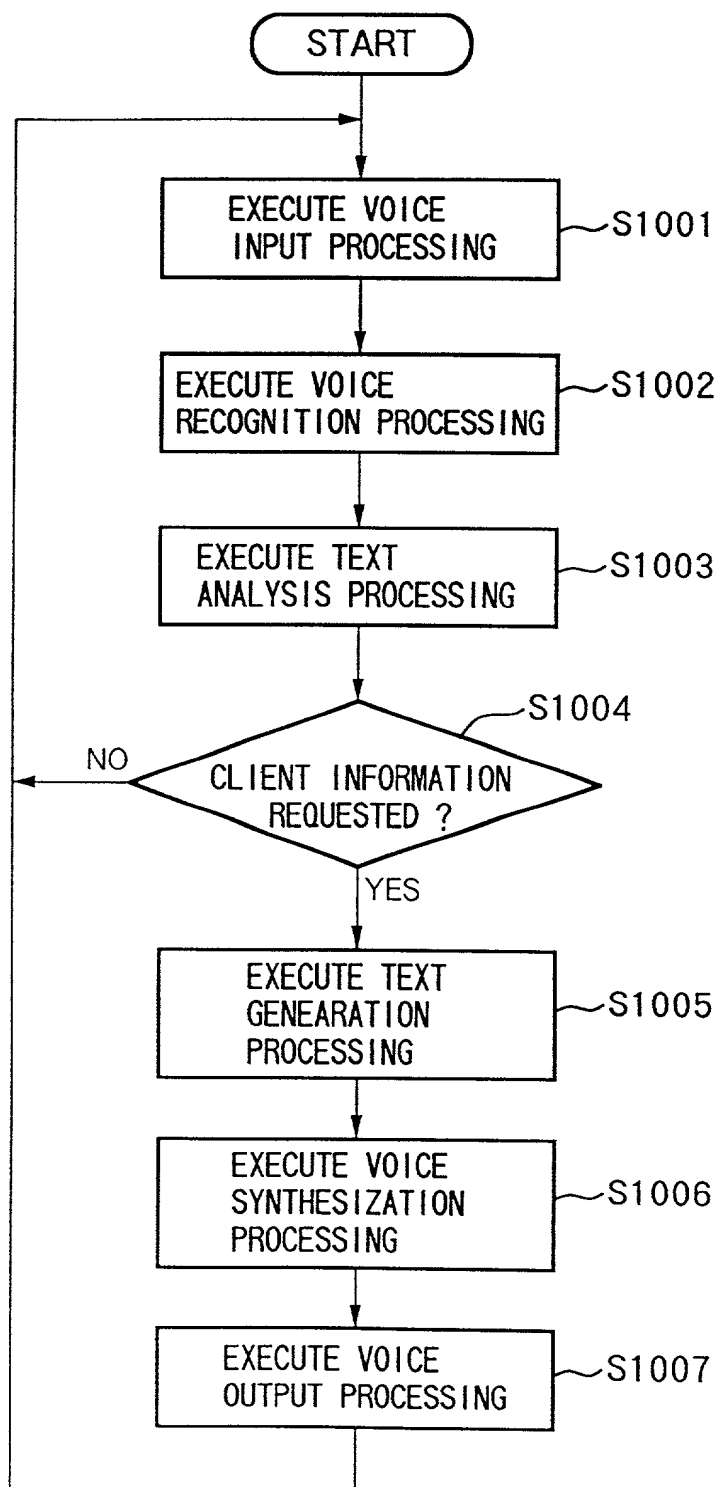 START
EXECUTE VOICE
INPUT PROCESSING
S1001
EXECUTE VOICE
RECOGNITION PROCESSING
S1002
EXECUTE TEXT
ANALYSIS PROCESSING
S1003
S1004
NO
CLIENT INFORMATION
REQUESTED ?
YES
EXECUTE TEXT
GENEARATION
PROCESSING
S1005
EXECUTE VOICE
SYNTHESIZATION
PROCESSING
S1006
EXECUTE VOICE
OUTPUT PROCESSING
S1007